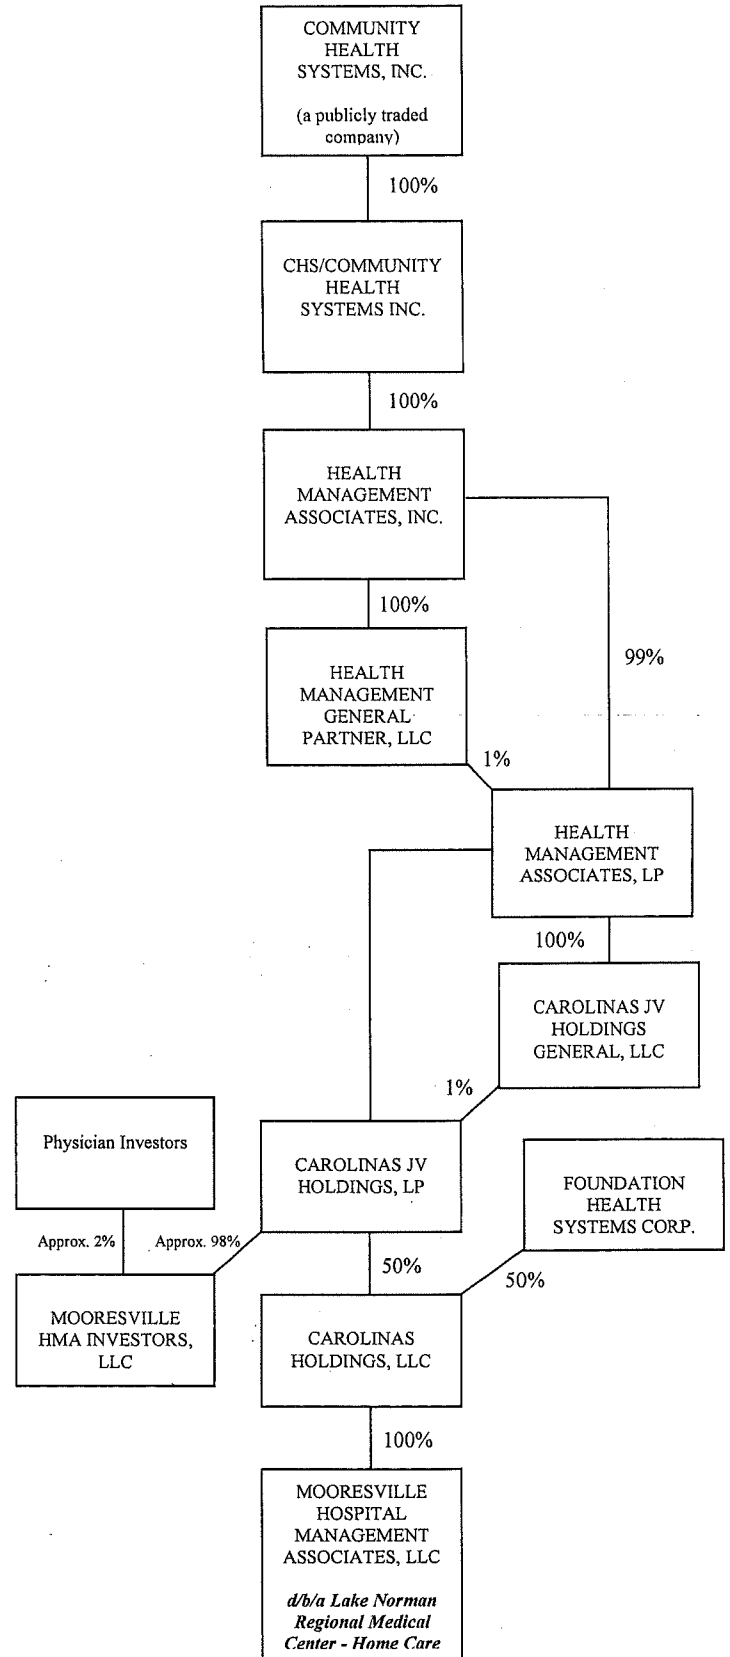 COMMUNITY
HEALTH
SYSTEMS, INC.
(a publicly traded
company)
100%
CHS/COMMUNITY
HEALTH
SYSTEMS INC.
100%
HEALTH
MANAGEMENT
ASSOCIATES, INC.
100%
99%
HEALTH
MANAGEMENT
GENERAL
PARTNER, LLC
1%
HEALTH
MANAGEMENT
ASSOCIATES, LP
100%
CAROLINAS JV
HOLDINGS
GENERAL, LLC
1%
Physician Investors
CAROLINAS JV
HOLDINGS, LP
FOUNDATION
HEALTH
SYSTEMS CORP.
Approx. 2%
Approx. 98%
50%
50%
MOORESVILLE
HMA INVESTORS,
LLC
CAROLINAS
HOLDINGS, LLC
100%
MOORESVILLE
HOSPITAL
MANAGEMENT
ASSOCIATES, LLC
d/b/a Lake Norman
Regional Medical
Center - Home Care